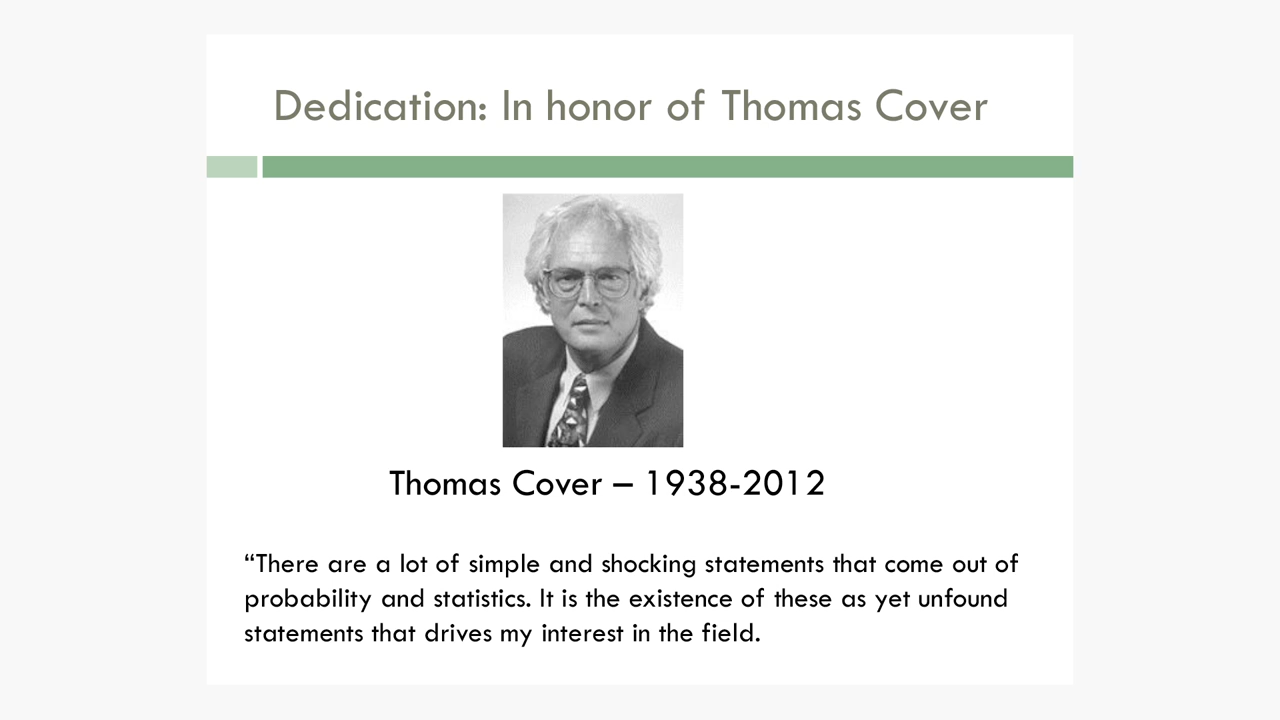 Dedication: In honor of Thomas Cover
Thomas Cover – 1938-2012
“There are a lot of simple and shocking statements that come out of
probability and statistics. It is the existence of these as yet unfound
statements that drives my interest in the field.